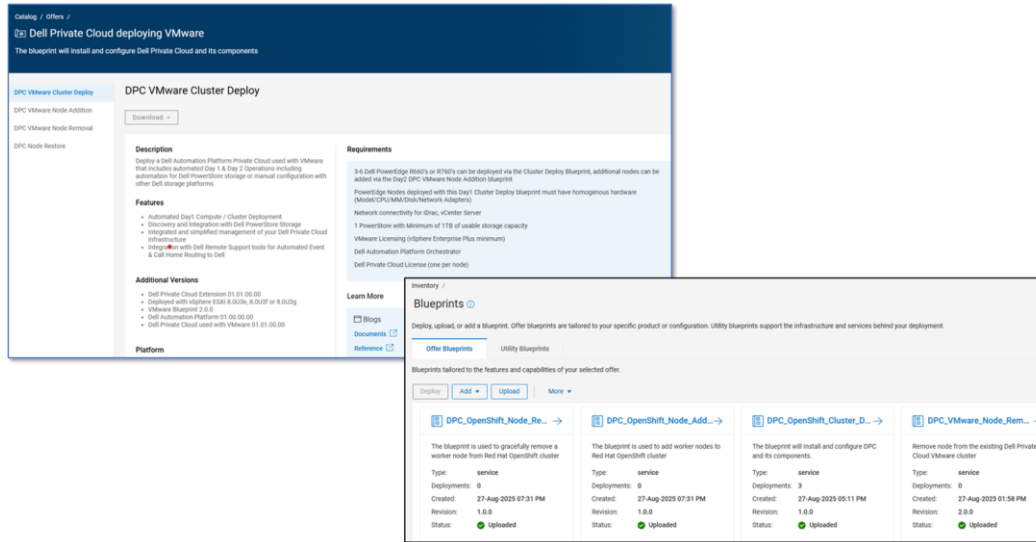 Catalog / Offers /
Dell Private Cloud deploying VMware
The blueprint will install and configure Dell Private Cloud and its components
DPC VMware Cluster Deploy
DPC VMware Node Addition
DPC VMware Node Removal
DPC Node Restore
DPC VMware Cluster Deploy
Download
Description
Deploy a Dell Automation Platform Private Cloud used with VMware
that includes automated Day 1 & Day 2 Operations including
automation for Dell PowerStore storage or manual configuration with
other Dell storage platforms
Features
Automated Day1 Compute / Cluster Deployment
Discovery and Integration with Dell PowerStore Storage
Integrated and simplified management of your Dell Private Cloud
Infrastructure
Integration with Dell Remote Support tools for Automated Event
& Call Home Routing to Dell
Additional Versions
Dell Private Cloud Extension 01.01.00.00
Deployed with vSphere ESXi 8.0U3e, 8.0U3f or 8.0U3g
VMware Blueprint 2.0.0
Dell Automation Platform 01.00.00.00
Dell Private Cloud used with VMware 01.01.00.00
Platform
Requirements
3-6 Dell PowerEdge R660's or R760's can be deployed via the Cluster Deploy Blueprint, additional nodes can be
added via the Day2 DPC VMware Node Addition blueprint
PowerEdge Nodes deployed with this Day1 Cluster Deploy blueprint must have homogenous hardware
(Model/CPU/MM/Disk/Network Adapters)
Network connectivity for iDrac, vCenter Server
1 PowerStore with Minimum of 1TB of usable storage capacity
VMware Licensing (vSphere Enterprise Plus minimum)
Dell Automation Platform Orchestrator
Dell Private Cloud License (one per node)
Learn More
Blogs
Documents
Reference
Inventory /
Blueprints
Deploy, upload, or add a blueprint. Offer blueprints are tailored to your specific product or configuration. Utility blueprints support the infrastructure and services behind your deployment.
Offer Blueprints
Utility Blueprints
Blueprints tailored to the features and capabilities of your selected offer.
Deploy
Add
Upload
More
DPC_OpenShift_Node_Re...
The blueprint is used to gracefully remove a
worker node from Red Hat OpenShift cluster
Type: service
Deployments: 0
Created: 27-Aug-2025 07:31 PM
Revision: 1.0.0
Status: Uploaded
DPC_OpenShift_Node_Add...
The blueprint is used to add worker nodes to
Red Hat OpenShift cluster
Type: service
Deployments: 0
Created: 27-Aug-2025 07:31 PM
Revision: 1.0.0
Status: Uploaded
DPC_OpenShift_Cluster_D...
The blueprint will install and configure DPC
and its components.
Type: service
Deployments: 3
Created: 27-Aug-2025 05:11 PM
Revision: 1.0.0
Status: Uploaded
DPC_VMware_Node_Rem...
Remove node from the existing Dell Private
Cloud VMware cluster
Type: service
Deployments: 0
Created: 27-Aug-2025 01:58 PM
Revision: 2.0.0
Status: Uploaded